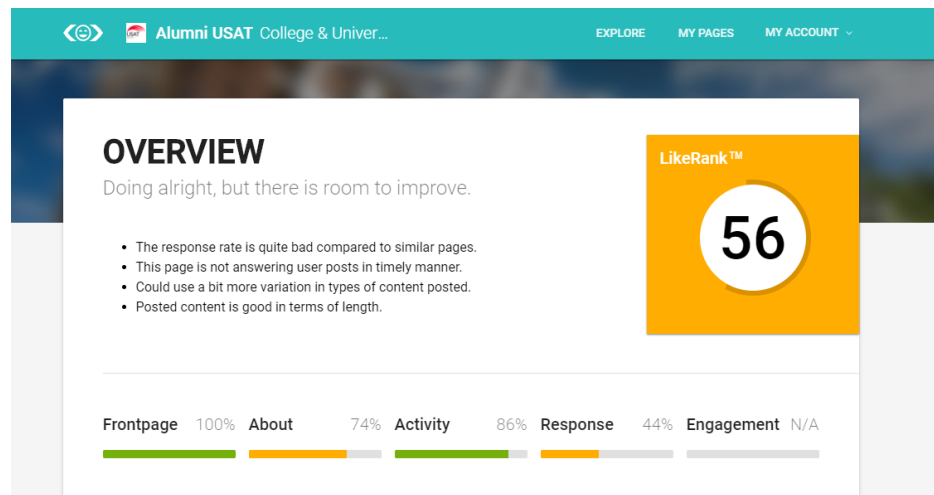 USAT Alumni USAT College & Univer... EXPLORE MY PAGES MY ACCOUNT
OVERVIEW
Doing alright, but there is room to improve.
LikeRank™
56
• The response rate is quite bad compared to similar pages.
• This page is not answering user posts in timely manner.
• Could use a bit more variation in types of content posted.
• Posted content is good in terms of length.
Frontpage 100% About 74% Activity 86% Response 44% Engagement N/A